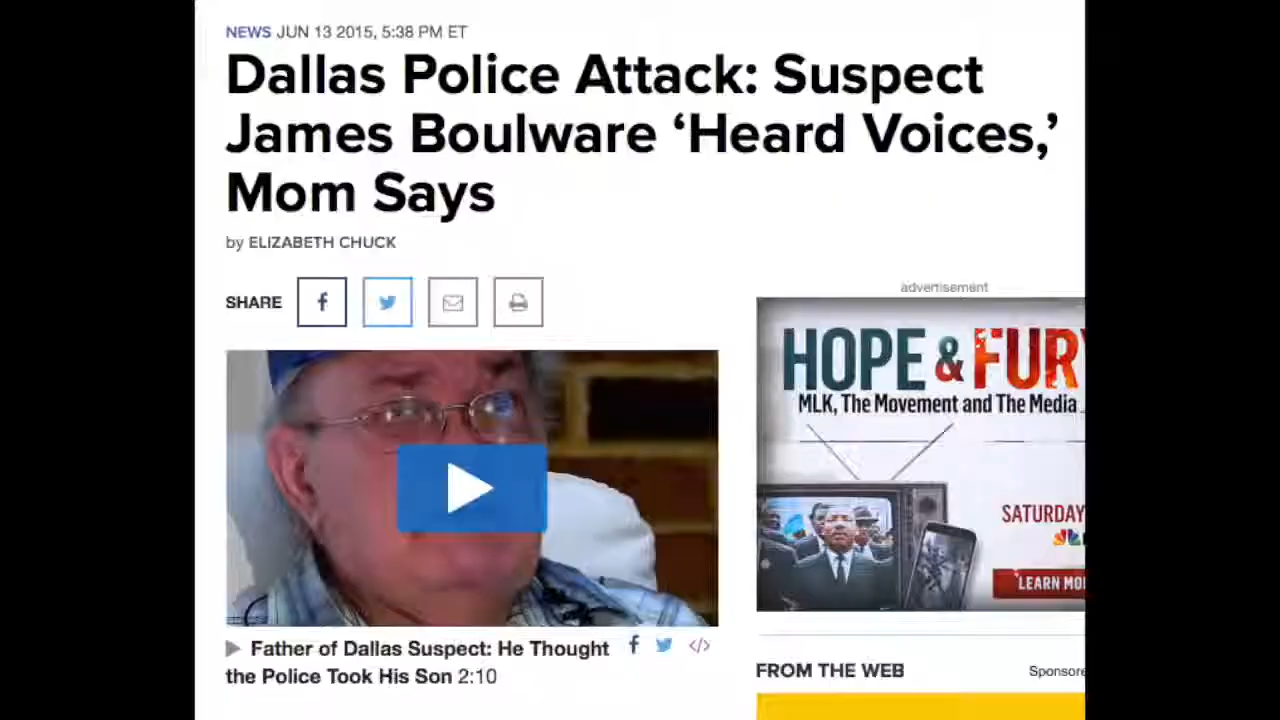 NEWS JUN 13 2015, 5:38 PM ET
Dallas Police Attack: Suspect
James Boulware ‘Heard Voices,’
Mom Says
by ELIZABETH CHUCK
SHARE
advertisement
HOPE & FURY
MLK, The Movement and The Media
SATURDAY
LEARN MO
Father of Dallas Suspect: He Thought
the Police Took His Son 2:10
FROM THE WEB
Sponsore